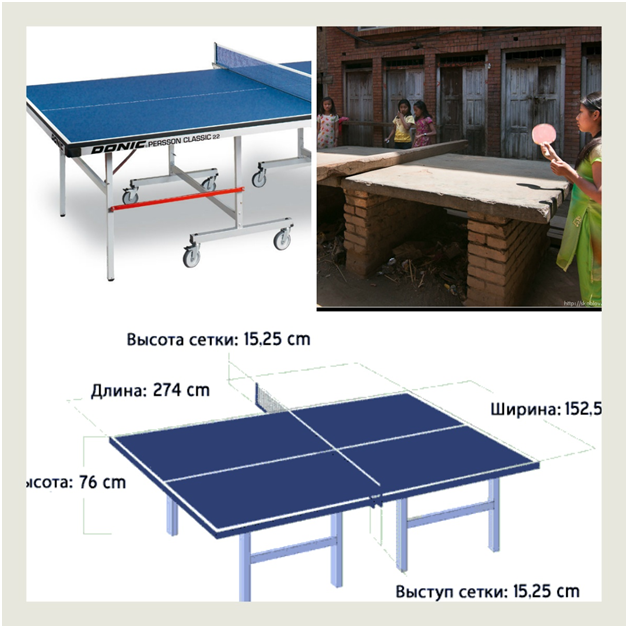 DONIC PERSSON CLASSIC 22
Высота сетки: 15,25 cm
Длина: 274 cm
Ширина: 152,5
ысота: 76 cm
Выступ сетки: 15,25 cm